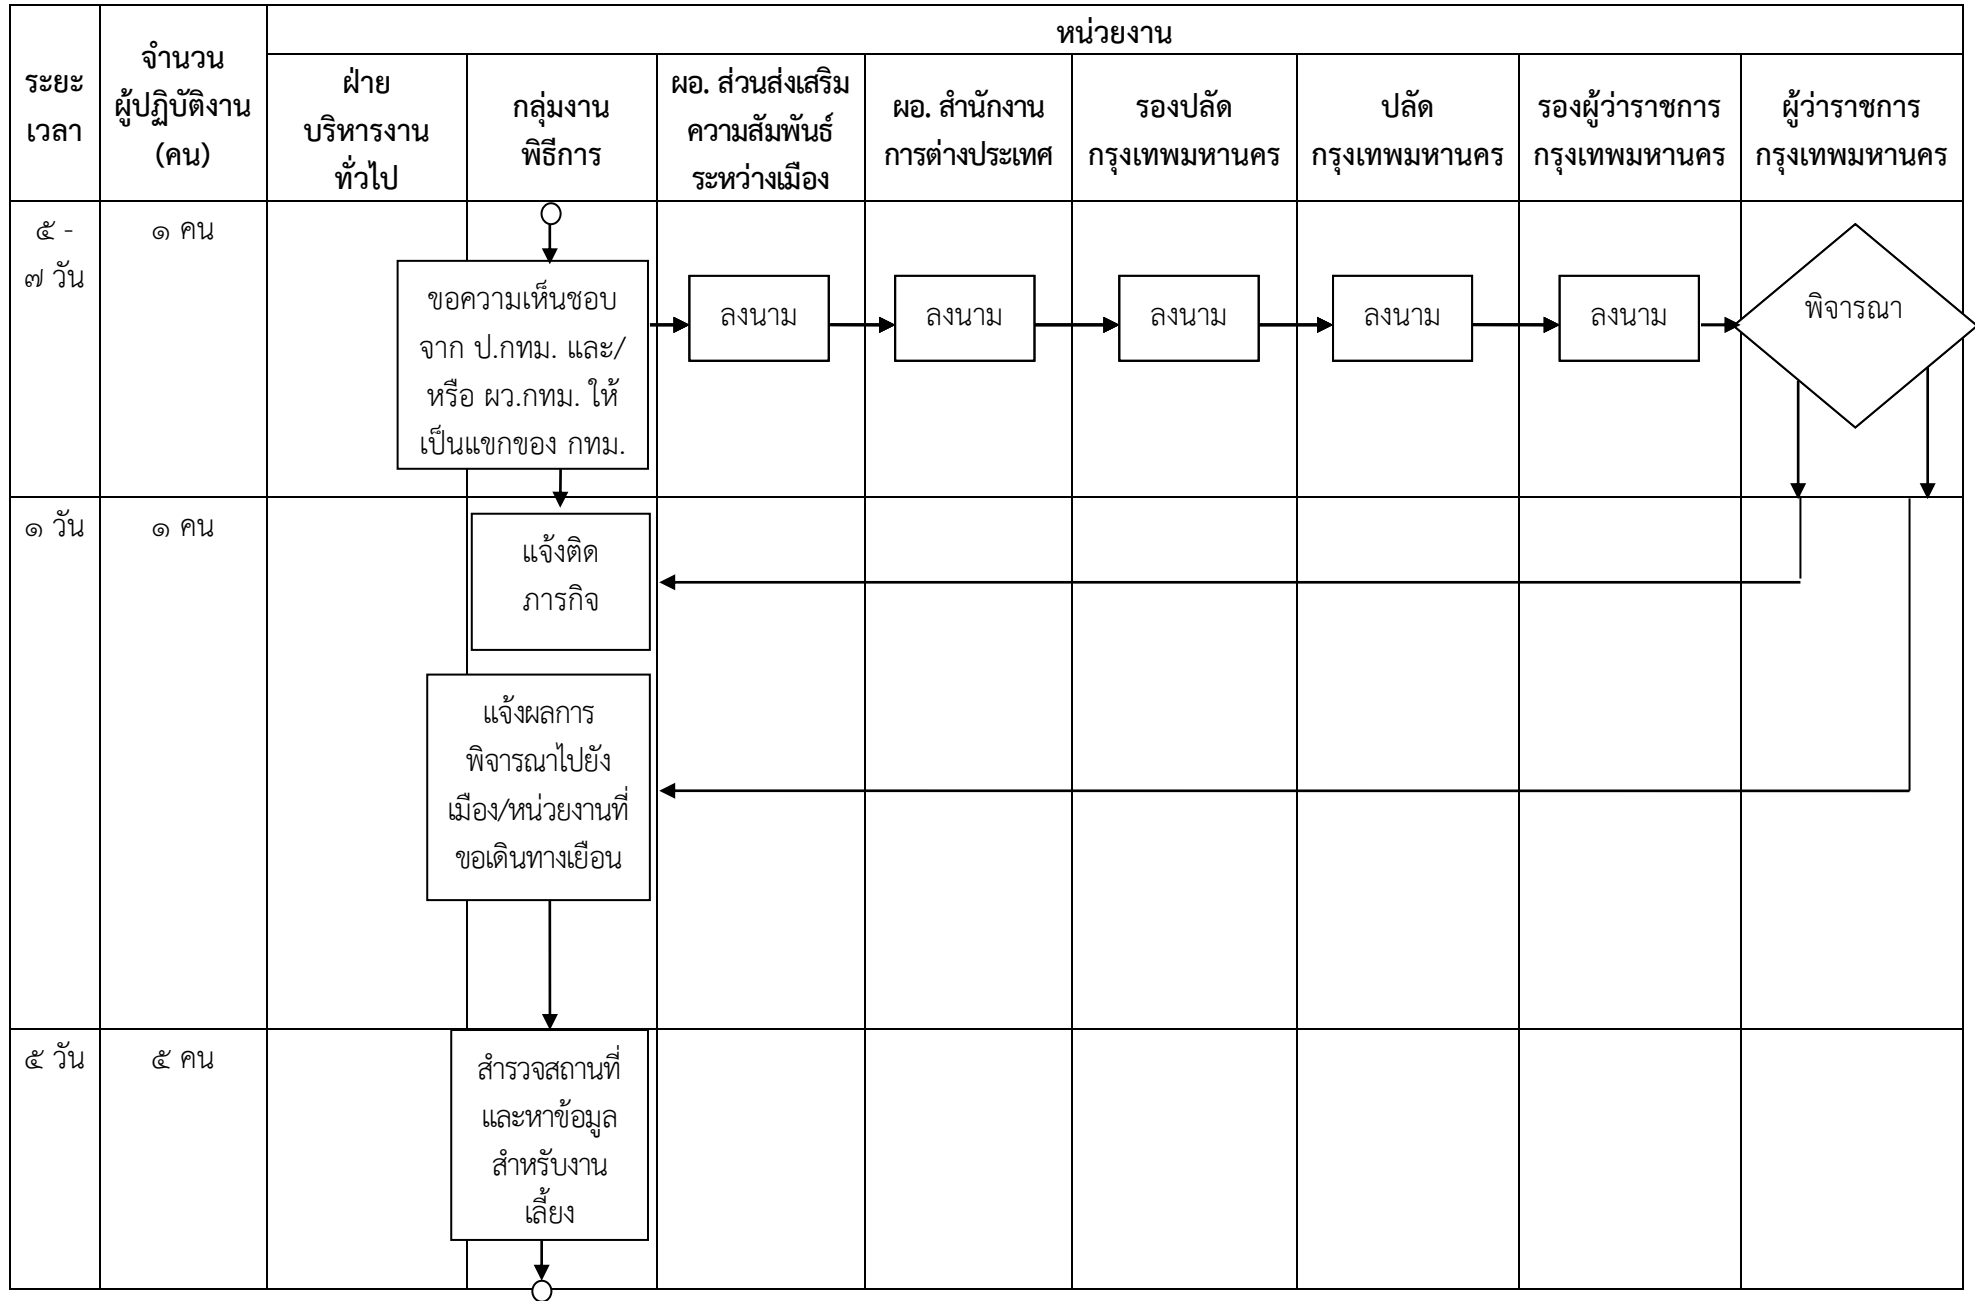 ระยะ
เวลา
จำนวน
ผู้ปฏิบัติงาน
(คน)
หน่วยงาน
ฝ่าย
บริหารงาน
ทั่วไป
กลุ่มงาน
พิธีการ
ผอ. ส่วนส่งเสริม
ความสัมพันธ์
ระหว่างเมือง
ผอ. สำนักงาน
การต่างประเทศ
รองปลัด
กรุงเทพมหานคร
ปลัด
กรุงเทพมหานคร
รองผู้ว่าราชการ
กรุงเทพมหานคร
ผู้ว่าราชการ
กรุงเทพมหานคร
๕ -
๗ วัน
๑ คน
ขอความเห็นชอบ
จาก ป.กทม. และ/
หรือ ผว.กทม. ให้
เป็นแขกของ กทม.
ลงนาม
ลงนาม
ลงนาม
ลงนาม
ลงนาม
พิจารณา
๑ วัน
๑ คน
แจ้งติด
ภารกิจ
แจ้งผลการ
พิจารณาไปยัง
เมือง/หน่วยงานที่
ขอเดินทางเยือน
๕ วัน
๕ คน
สำรวจสถานที่
และหาข้อมูล
สำหรับงาน
เลี้ยง